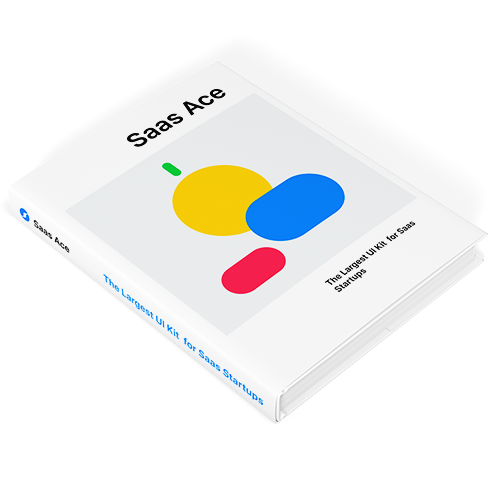 Saas Ace
The Largest UI Kit for Saas
Startups
Saas Ace
The Largest UI Kit for Saas Startups